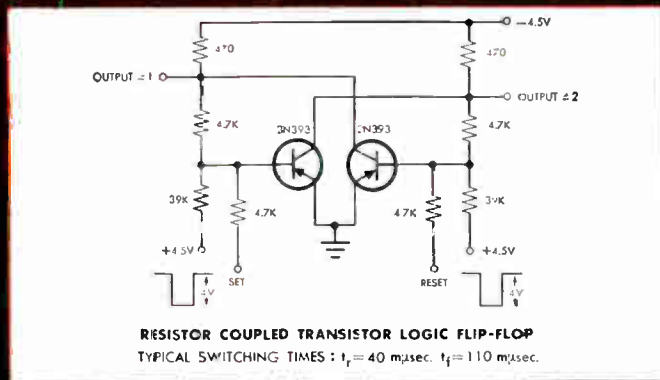 −4.5V
470
470
OUTPUT #1
OUTPUT #2
4.7K
4.7K
2N393
2N393
39K
4.7K
4.7K
39K
+4.5V
+4.5V
SET
RESET
4V
4V
RESISTOR COUPLED TRANSISTOR LOGIC FLIP-FLOP
TYPICAL SWITCHING TIMES : tr = 40 mμsec. tf = 110 mμsec.